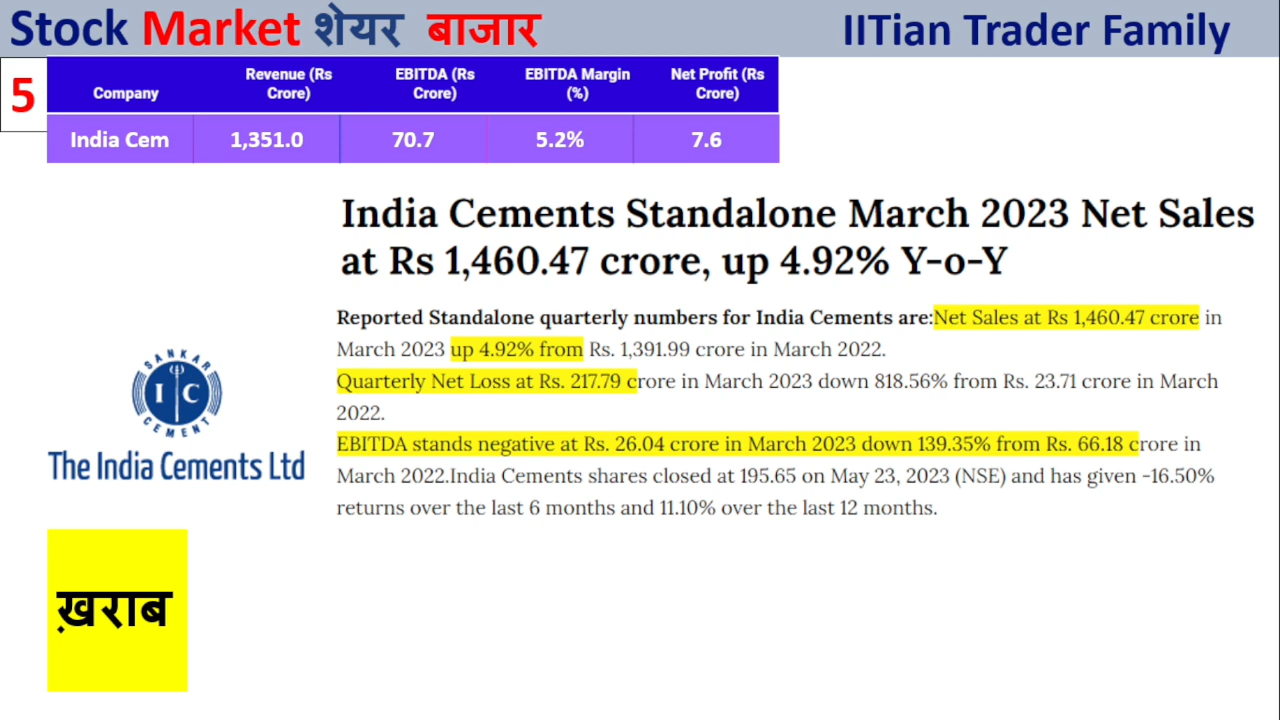 Stock Market शेयर बाजार
IITian Trader Family
5
Company
Revenue (Rs Crore)
EBITDA (Rs Crore)
EBITDA Margin (%)
Net Profit (Rs Crore)
India Cem 1,351.0 70.7 5.2% 7.6
India Cements Standalone March 2023 Net Sales
at Rs 1,460.47 crore, up 4.92% Y-o-Y
Reported Standalone quarterly numbers for India Cements are:Net Sales at Rs 1,460.47 crore in
March 2023 up 4.92% from Rs. 1,391.99 crore in March 2022.
Quarterly Net Loss at Rs. 217.79 crore in March 2023 down 818.56% from Rs. 23.71 crore in March
2022.
EBITDA stands negative at Rs. 26.04 crore in March 2023 down 139.35% from Rs. 66.18 crore in
March 2022.India Cements shares closed at 195.65 on May 23, 2023 (NSE) and has given -16.50%
returns over the last 6 months and 11.10% over the last 12 months.
SANKAR
I C
CEMENT
The India Cements Ltd
ख़राब